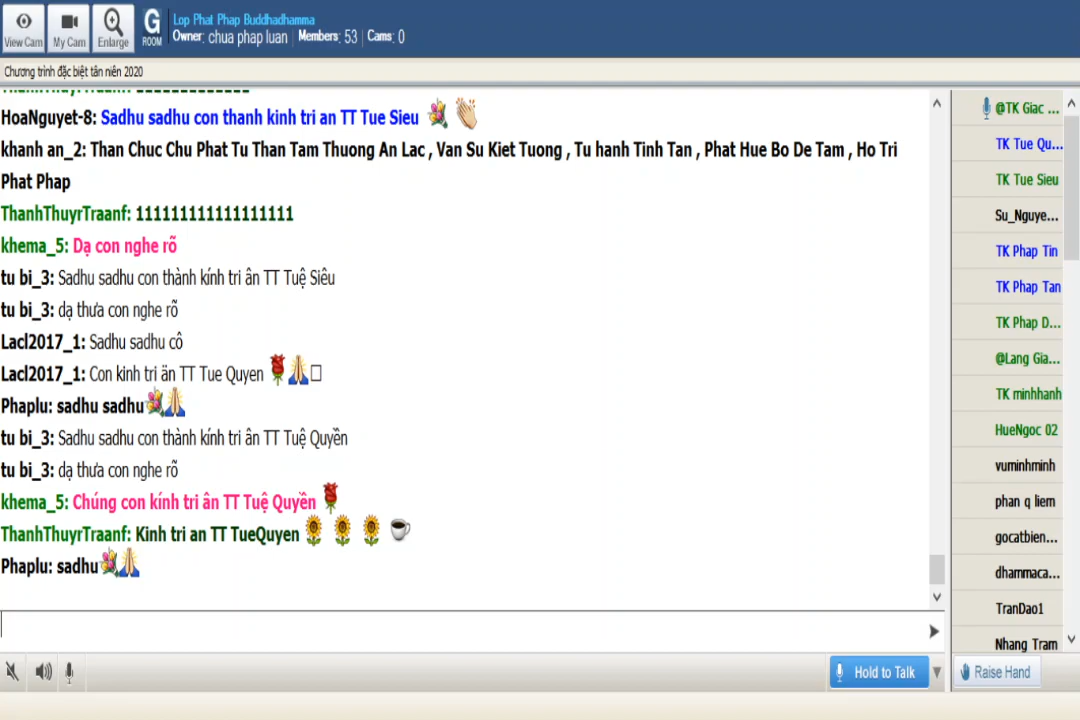 Lop Phat Phap Buddhadhamma
Owner: chua phap luan | Members: 53 | Cams: 0
View Cam My Cam Enlarge G ROOM
Chương trình đặc biệt tân niên 2020
HoaNguyet-8: Sadhu sadhu con thanh kinh tri an TT Tue Sieu
khanh an_2: Than Chuc Chu Phat Tu Than Tam Thuong An Lac , Van Su Kiet Tuong , Tu hanh Tinh Tan , Phat Hue Bo De Tam , Ho Tri
Phat Phap
ThanhThuyrTraanf: 111111111111111111
khema_5: Dạ con nghe rõ
tu bi_3: Sadhu sadhu con thành kính tri ân TT Tuệ Siêu
tu bi_3: dạ thưa con nghe rõ
Lacl2017_1: Sadhu sadhu cô
Lacl2017_1: Con kinh tri än TT Tue Quyen
Phaplu: sadhu sadhu
tu bi_3: Sadhu sadhu con thành kính tri ân TT Tuệ Quyền
tu bi_3: dạ thưa con nghe rõ
khema_5: Chúng con kính tri ân TT Tuệ Quyền
ThanhThuyrTraanf: Kinh tri an TT TueQuyen
Phaplu: sadhu
@TK Giac ...
TK Tue Qu...
TK Tue Sieu
Su_Nguye...
TK Phap Tin
TK Phap Tan
TK Phap D...
@Lang Gia...
TK minhhanh
HueNgoc 02
vuminhminh
phan q liem
gocatbien...
dhammaca...
TranDao1
Nhang Tram
Hold to Talk
Raise Hand